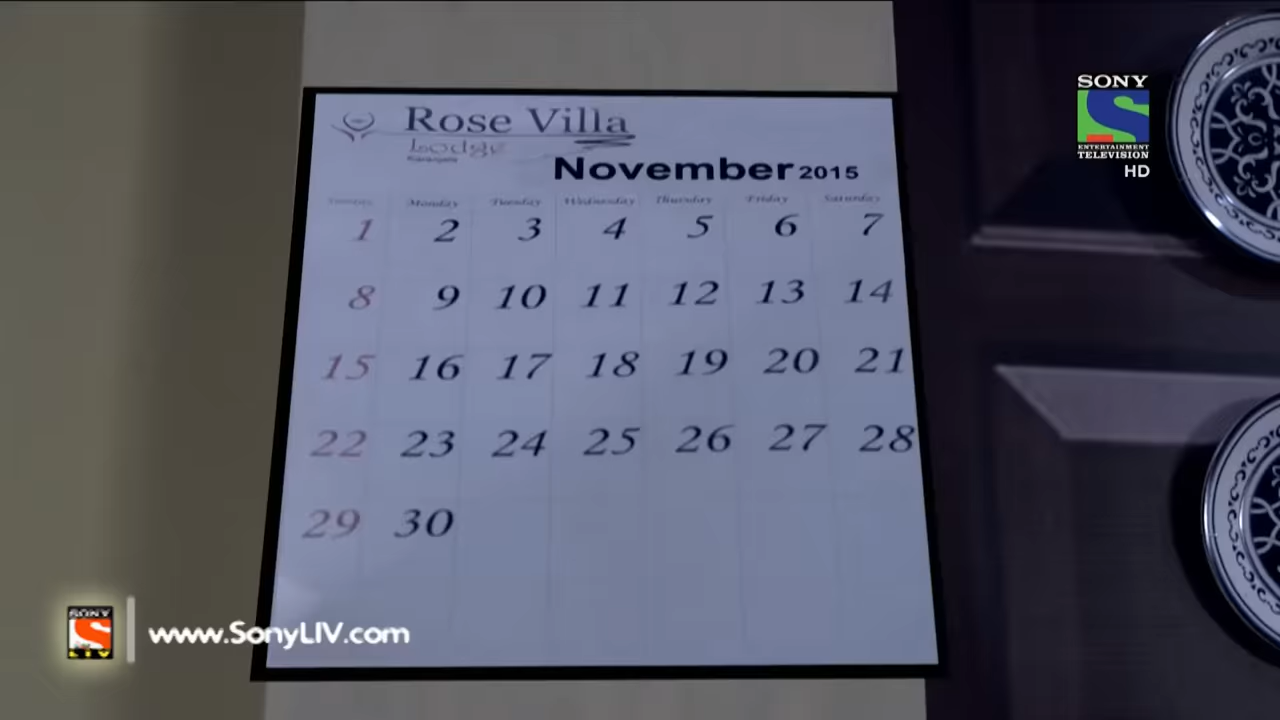 Rose Villa
Lodge
November 2015
Sunday Monday Tuesday Wednesday Thursday Friday Saturday
1 2 3 4 5 6 7
8 9 10 11 12 13 14
15 16 17 18 19 20 21
22 23 24 25 26 27 28
29 30
SONY
ENTERTAINMENT
TELEVISION
HD
SONY
LIV
www.SonyLIV.com